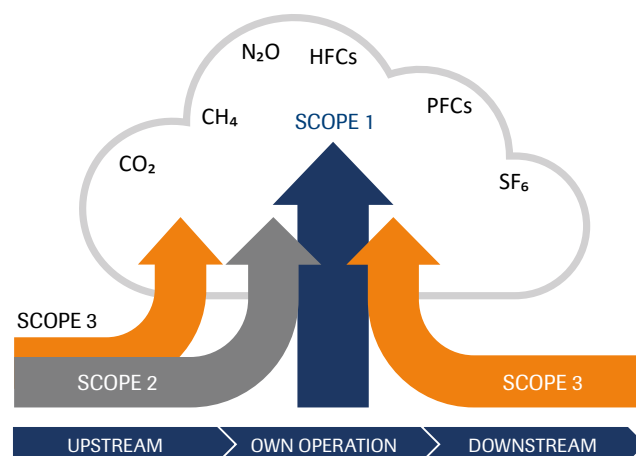 N₂O HFCs
CH₄ SCOPE 1 PFCs
CO₂ SF₆
SCOPE 3
SCOPE 2 SCOPE 3
UPSTREAM OWN OPERATION DOWNSTREAM